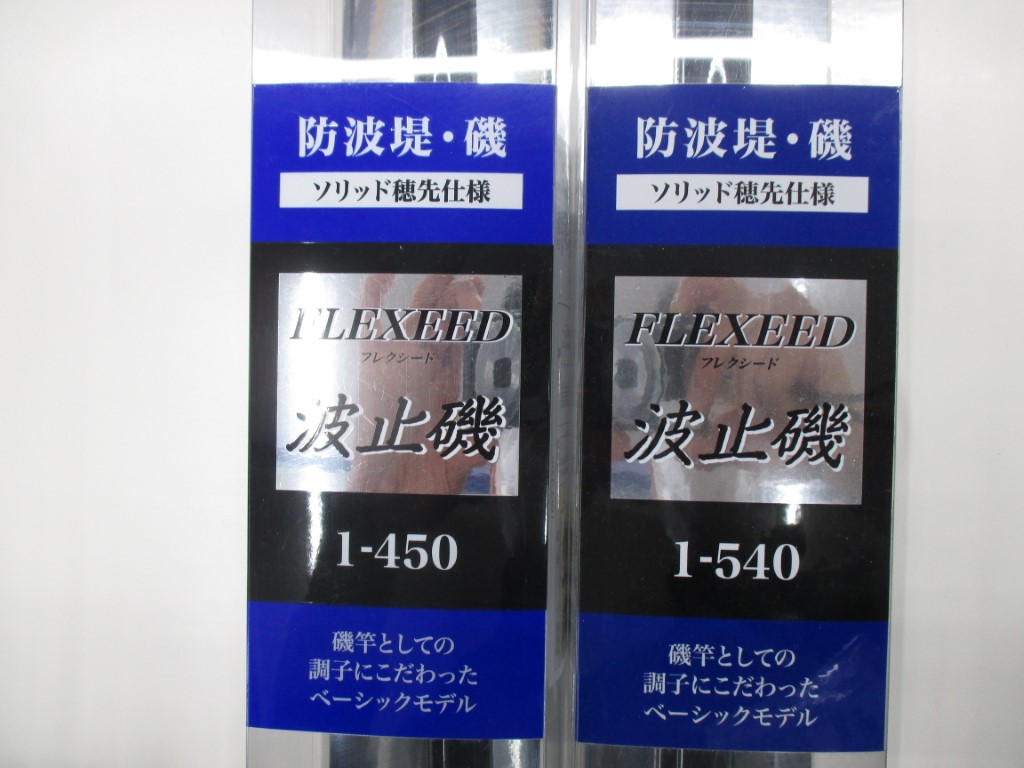 防波堤・磯
ソリッド穂先仕様
FLEXEED
フレクシード
波止磯
1-450
磯竿としての
調子にこだわった
ベーシックモデル
防波堤・磯
ソリッド穂先仕様
FLEXEED
フレクシード
波止磯
1-540
磯竿としての
調子にこだわった
ベーシックモデル